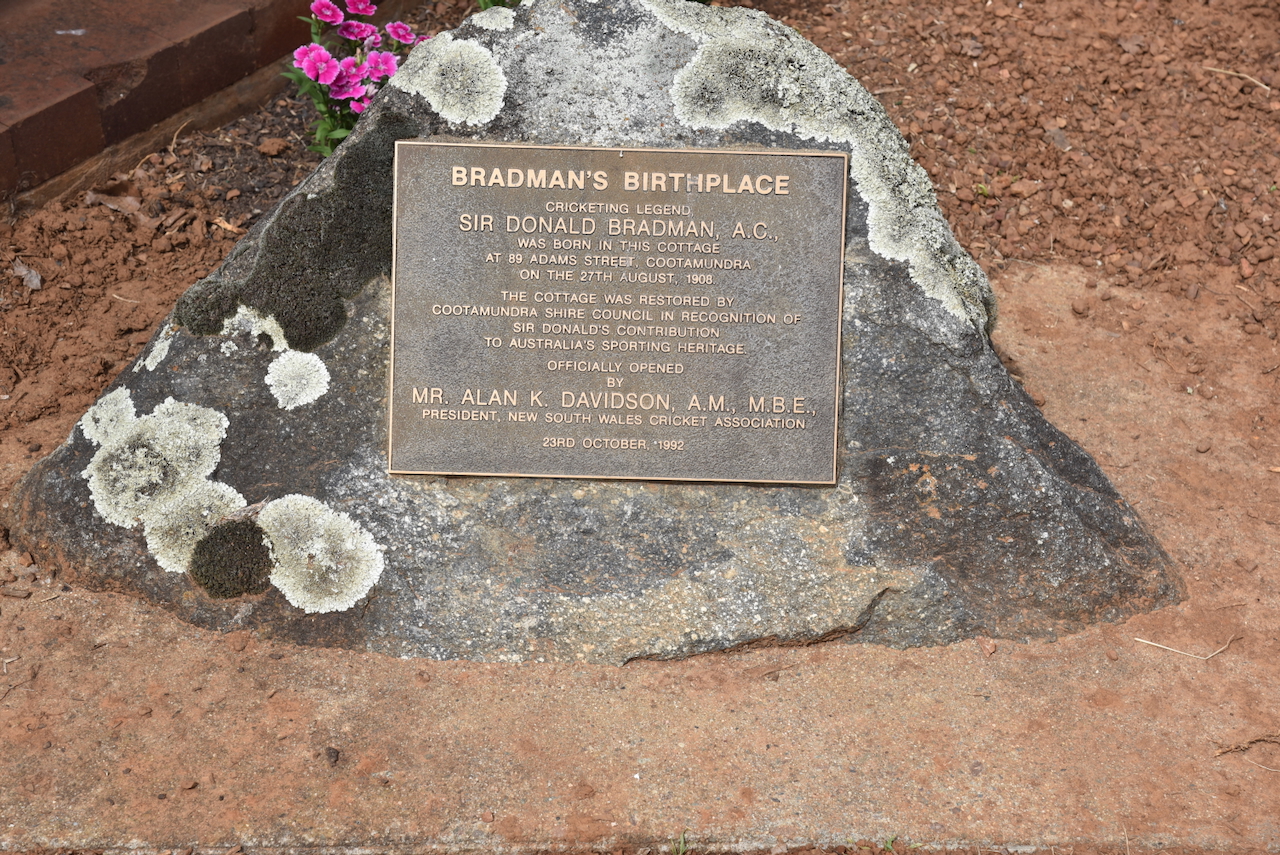 BRADMAN'S BIRTHPLACE
CRICKETING LEGEND
SIR DONALD BRADMAN, A.C.,
WAS BORN IN THIS COTTAGE
AT 89 ADAMS STREET, COOTAMUNDRA
ON THE 27TH AUGUST, 1908.
THE COTTAGE WAS RESTORED BY
COOTAMUNDRA SHIRE COUNCIL IN RECOGNITION OF
SIR DONALD'S CONTRIBUTION
TO AUSTRALIA'S SPORTING HERITAGE.
OFFICIALLY OPENED
BY
MR. ALAN K. DAVIDSON, A.M., M.B.E.,
PRESIDENT, NEW SOUTH WALES CRICKET ASSOCIATION.
23RD OCTOBER, 1992